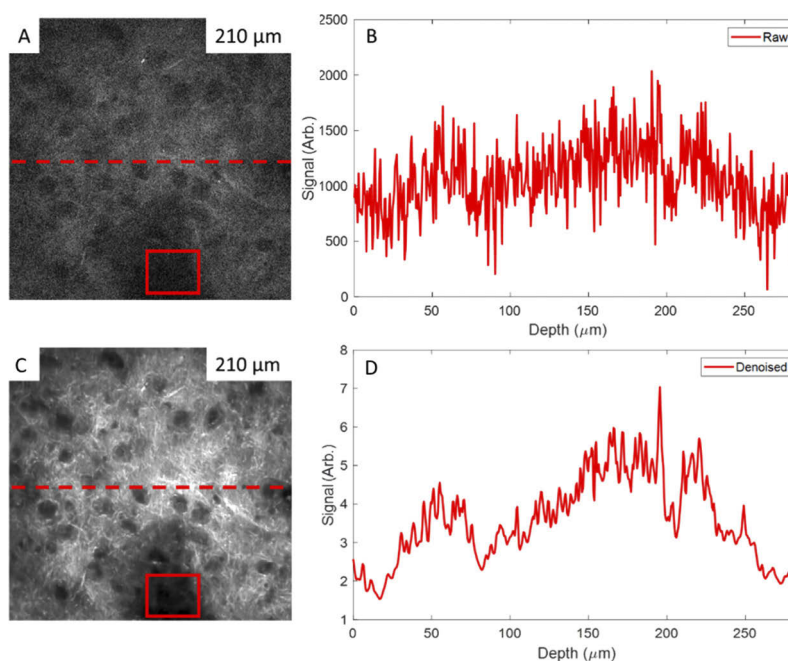 A
210 μm
B
Raw
2500
2000
1500
1000
500
0
Signal (Arb.)
0 50 100 150 200 250
Depth (μm)
C
210 μm
D
Denoised
8
7
6
5
4
3
2
1
Signal (Arb.)
0 50 100 150 200 250
Depth (μm)